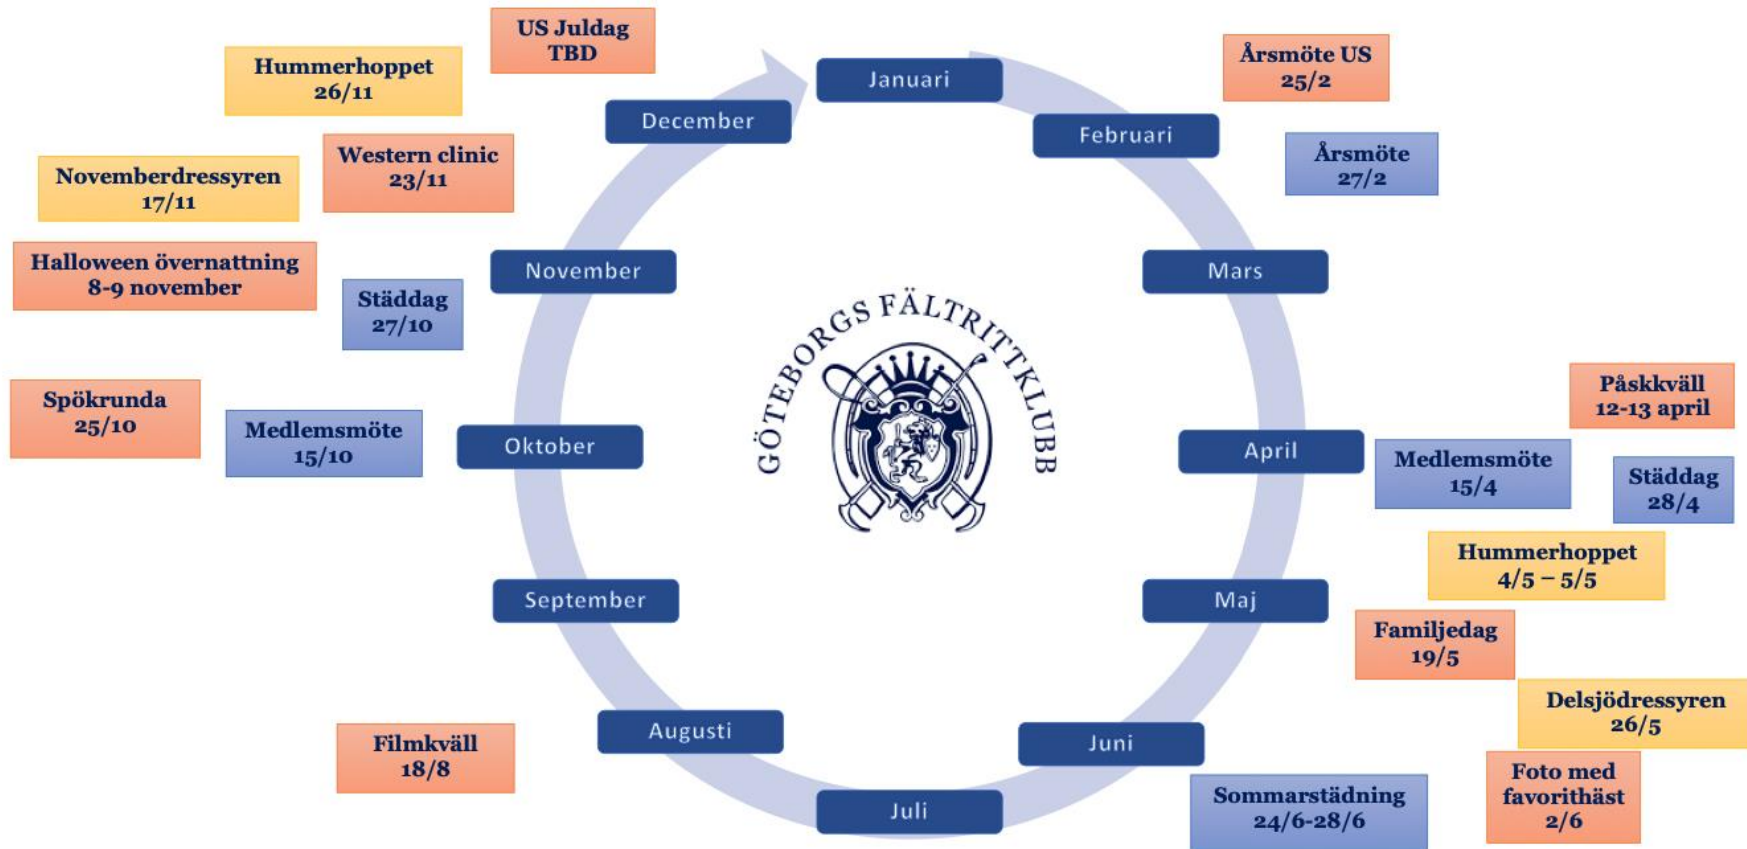 US Juldag
TBD
Hummerhoppet
26/11
Western clinic
23/11
Novemberdressyren
17/11
Halloween övernattning
8-9 november
Städdag
27/10
Spökrunda
25/10
Medlemsmöte
15/10
Filmkväll
18/8
Januari
Februari
Mars
April
Maj
Juni
Juli
Augusti
September
Oktober
November
December
GÖTEBORGS FÄLTRITTKLUBB
Årsmöte US
25/2
Årsmöte
27/2
Påskkväll
12-13 april
Medlemsmöte
15/4
Städdag
28/4
Hummerhoppet
4/5 – 5/5
Familjedag
19/5
Delsjödressyren
26/5
Foto med
favorithäst
2/6
Sommarstädning
24/6-28/6